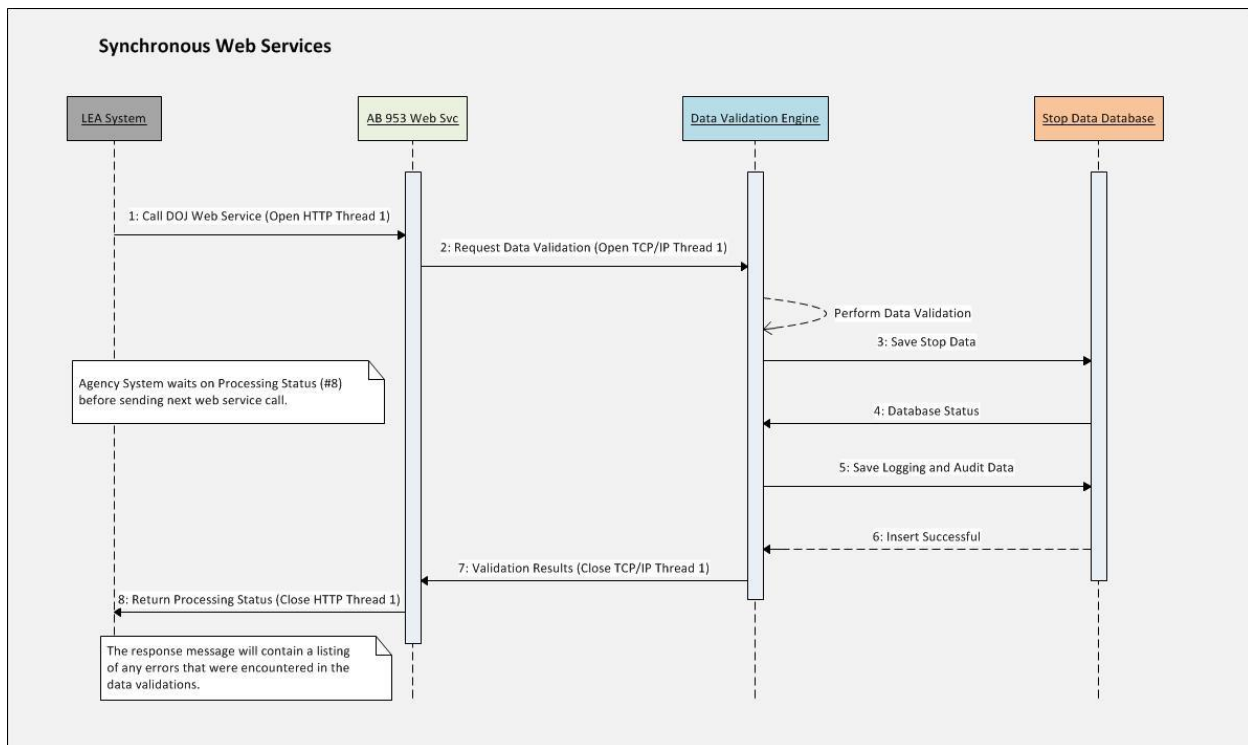 Synchronous Web Services
LEA System
AB 953 Web Svc
Data Validation Engine
Stop Data Database
1: Call DOJ Web Service (Open HTTP Thread 1)
2: Request Data Validation (Open TCP/IP Thread 1)
Perform Data Validation
3: Save Stop Data
Agency System waits on Processing Status (#8)
before sending next web service call.
4: Database Status
5: Save Logging and Audit Data
6: Insert Successful
7: Validation Results (Close TCP/IP Thread 1)
8: Return Processing Status (Close HTTP Thread 1)
The response message will contain a listing
of any errors that were encountered in the
data validations.